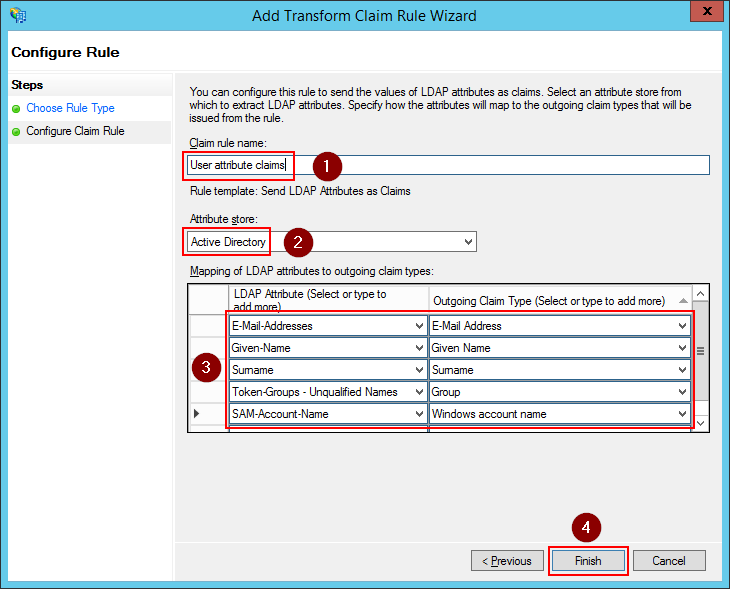 Add Transform Claim Rule Wizard
X
Configure Rule
Steps
Choose Rule Type
Configure Claim Rule
You can configure this rule to send the values of LDAP attributes as claims. Select an attribute store from
which to extract LDAP attributes. Specify how the attributes will map to the outgoing claim types that will be
issued from the rule.
Claim rule name:
User attribute claims
1
Rule template: Send LDAP Attributes as Claims
Attribute store:
Active Directory
2
Mapping of LDAP attributes to outgoing claim types:
LDAP Attribute (Select or type to
add more)
Outgoing Claim Type (Select or type to add more)
E-Mail-Addresses
E-Mail Address
Given-Name
Given Name
3
Surname
Surname
Token-Groups - Unqualified Names
Group
SAM-Account-Name
Windows account name
4
< Previous
Finish
Cancel